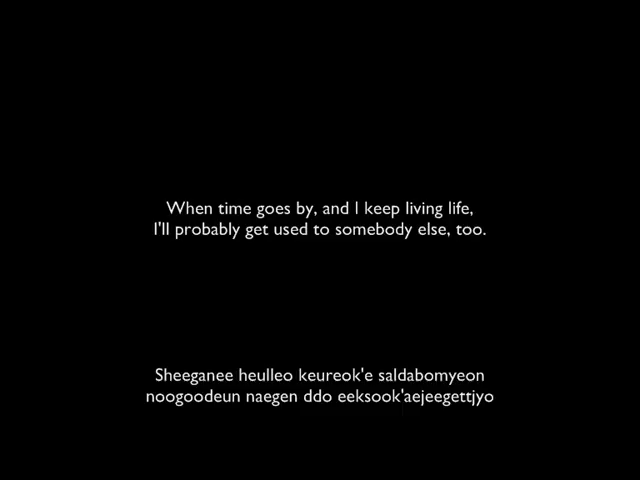 When time goes by, and I keep living life,
I'll probably get used to somebody else, too.
Sheeganee heulleo keureok'e saldabomyeon
noogoodeun naegen ddo eeksook'aejeegettjyo